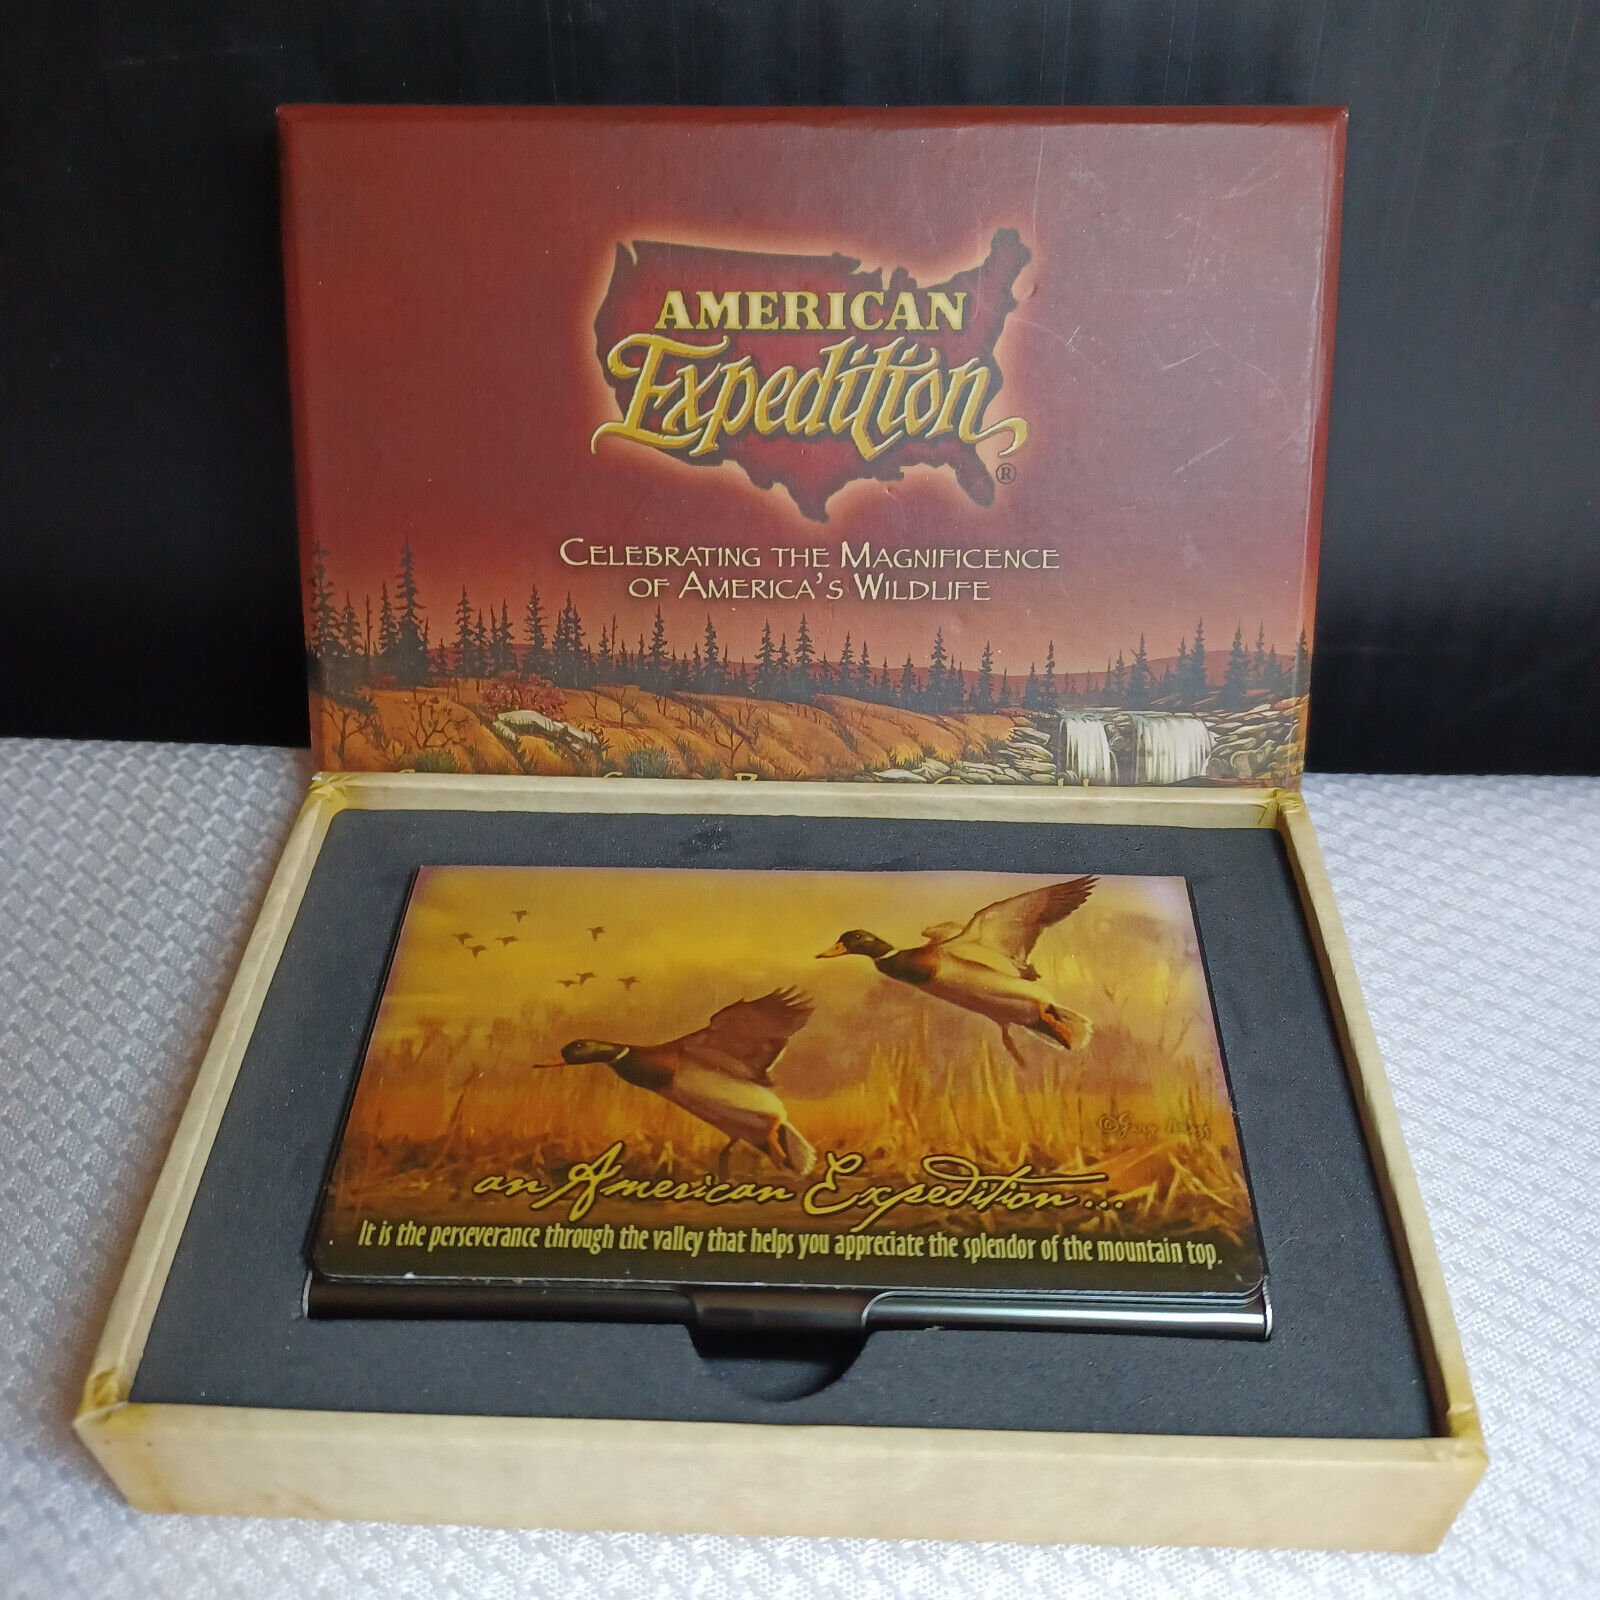 AMERICAN
Expedition
®
CELEBRATING THE MAGNIFICENCE
OF AMERICA'S WILDLIFE
an American Expedition...
It is the perseverance through the valley that helps you appreciate the splendor of the mountain top.